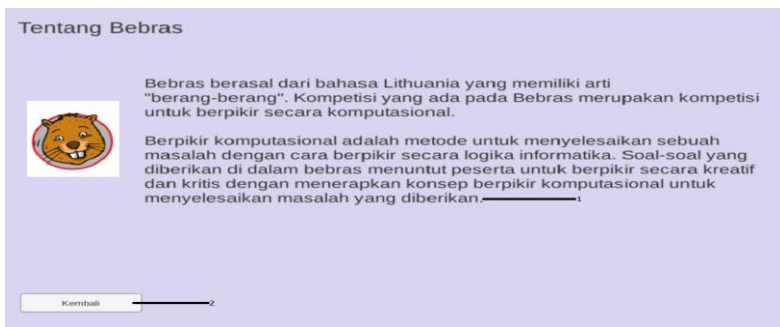 Tentang Bebras
Bebras berasal dari bahasa Lithuania yang memiliki arti
"berang-berang". Kompetisi yang ada pada Bebras merupakan kompetisi
untuk berpikir secara komputasional.
Berpikir komputasional adalah metode untuk menyelesaikan sebuah
masalah dengan cara berpikir secara logika informatika. Soal-soal yang
diberikan di dalam bebras menuntut peserta untuk berpikir secara kreatif
dan kritis dengan menerapkan konsep berpikir komputasional untuk
menyelesaikan masalah yang diberikan. 1
Kembali 2